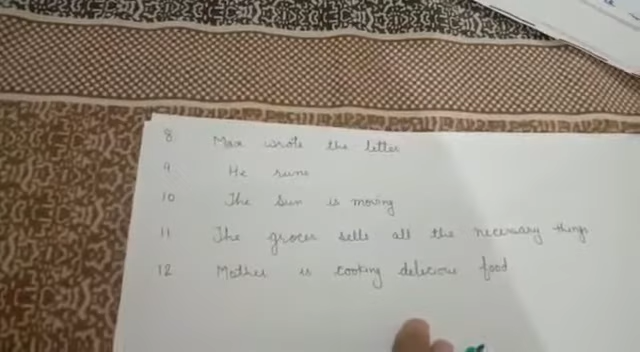 8 Max wrote the letter
9 He runs
10 The sun is moving
11 The grocer sells all the necessary things
12 Mother is cooking delicious food